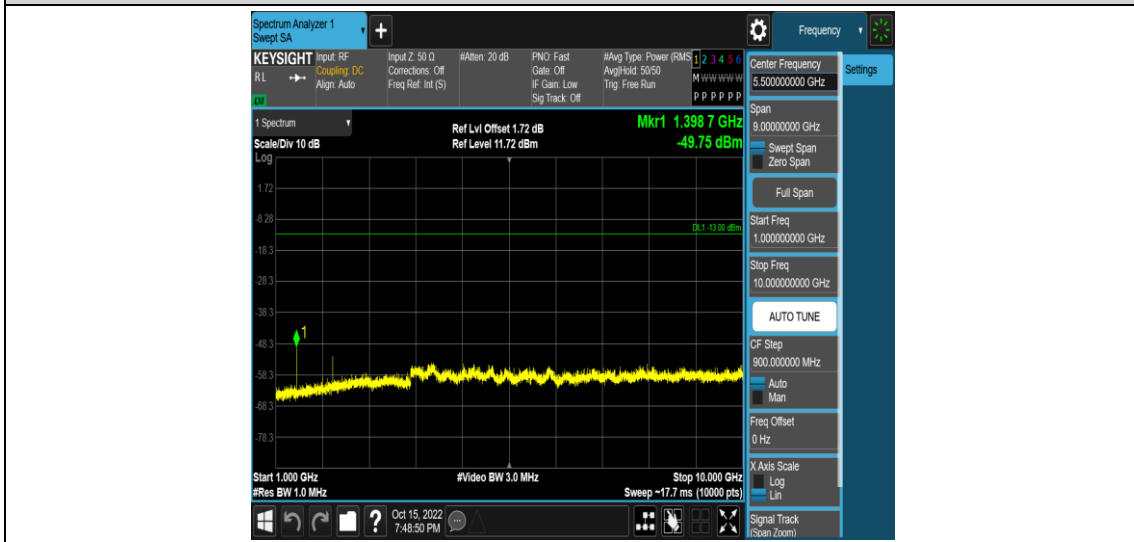 Spectrum Analyzer 1
Swept SA
+
Frequency
KEYSIGHT
RL
LXI
Input: RF
Coupling: DC
Align: Auto
Input Z: 50 Ω
Corrections: Off
Freq Ref: Int (S)
#Atten: 20 dB
PNO: Fast
Gate: Off
IF Gain: Low
Sig Track: Off
#Avg Type: Power (RMS
Avg|Hold: 50/50
Trig: Free Run
1 2 3 4 5 6
M W W W W W
P P P P P P
1 Spectrum
Scale/Div 10 dB
Log
Ref Lvl Offset 1.72 dB
Ref Level 11.72 dBm
Mkr1 1.398 7 GHz
-49.75 dBm
1.72
-8.28
DL1 -13.00 dBm
-18.3
-28.3
-38.3
1
-48.3
-58.3
-68.3
-78.3
Start 1.000 GHz
#Video BW 3.0 MHz
Stop 10.000 GHz
#Res BW 1.0 MHz
Sweep ~17.7 ms (10000 pts)
?
Oct 15, 2022
7:48:50 PM
Center Frequency
5.500000000 GHz
Settings
Span
9.00000000 GHz
Swept Span
Zero Span
Full Span
Start Freq
1.000000000 GHz
Stop Freq
10.000000000 GHz
AUTO TUNE
CF Step
900.000000 MHz
Auto
Man
Freq Offset
0 Hz
X Axis Scale
Log
Lin
Signal Track
(Span Zoom)